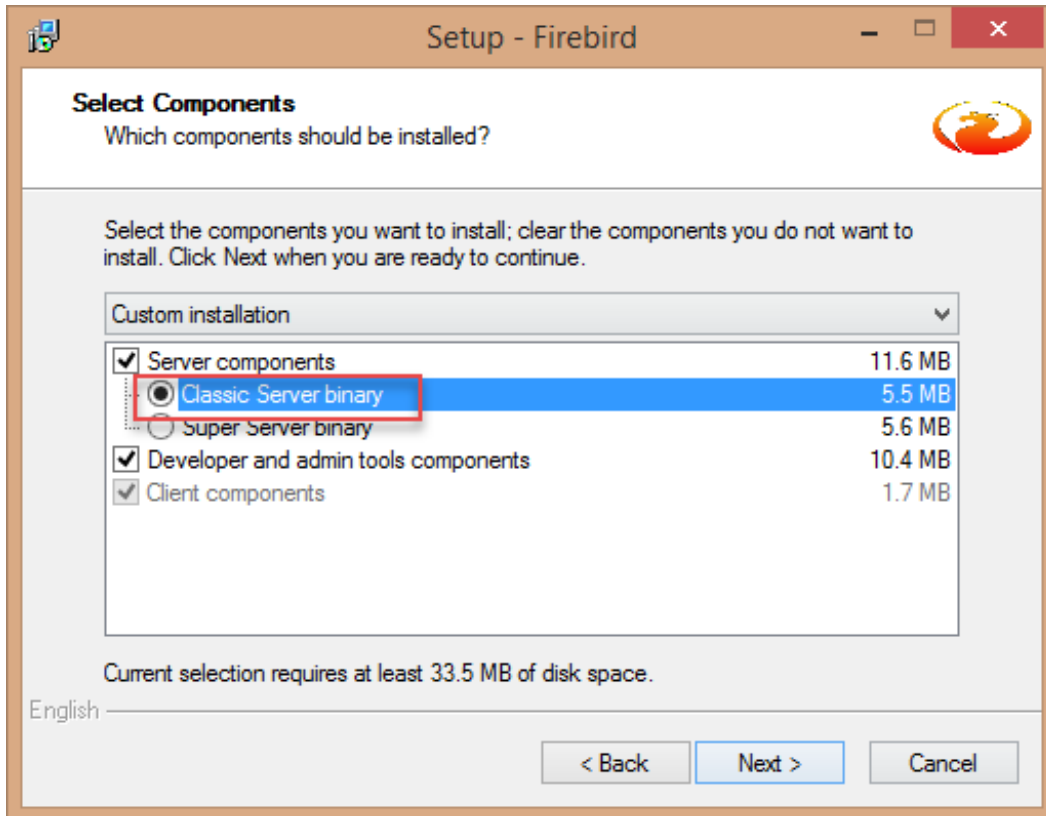 Setup - Firebird
Select Components
Which components should be installed?
Select the components you want to install; clear the components you do not want to
install. Click Next when you are ready to continue.
Custom installation
Server components 11.6 MB
Classic Server binary 5.5 MB
Super Server binary 5.6 MB
Developer and admin tools components 10.4 MB
Client components 1.7 MB
Current selection requires at least 33.5 MB of disk space.
English
< Back Next > Cancel